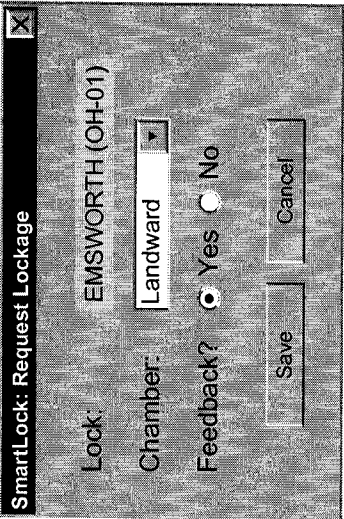 SmartLock: Request Lockage
Lock: EMSWORTH (OH-01)
Chamber: Landward
Feedback? Yes No
Save Cancel